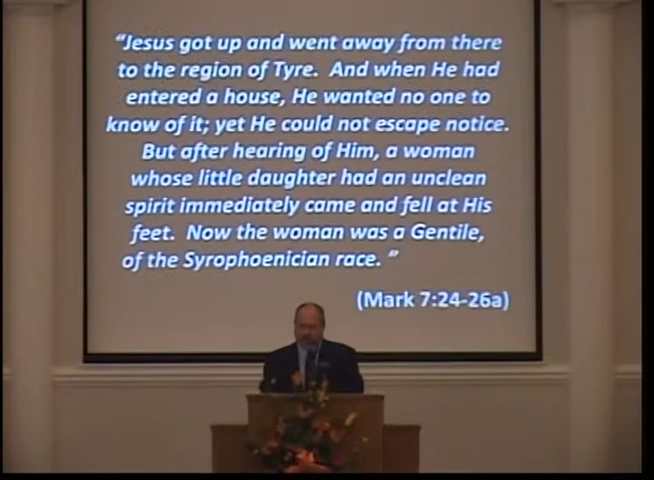 “Jesus got up and went away from there
to the region of Tyre. And when He had
entered a house, He wanted no one to
know of it; yet He could not escape notice.
But after hearing of Him, a woman
whose little daughter had an unclean
spirit immediately came and fell at His
feet. Now the woman was a Gentile,
of the Syrophoenician race. ”
(Mark 7:24-26a)